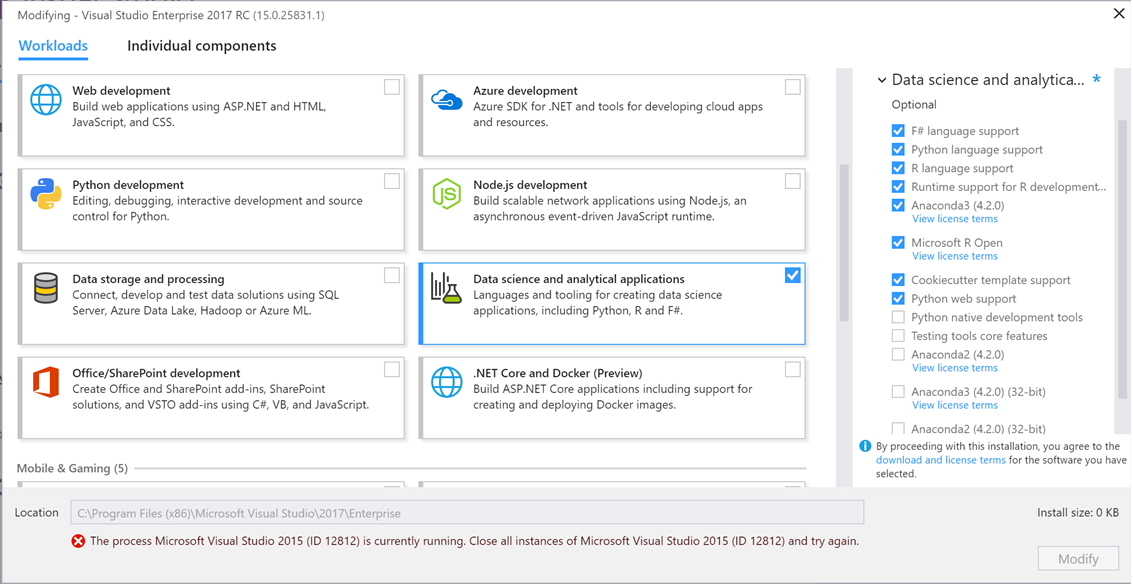 Modifying - Visual Studio Enterprise 2017 RC (15.0.25831.1)
Workloads
Individual components
Web development
Build web applications using ASP.NET and HTML,
JavaScript, and CSS.
Azure development
Azure SDK for .NET and tools for developing cloud apps
and resources.
Python development
Editing, debugging, interactive development and source
control for Python.
Node.js development
Build scalable network applications using Node.js, an
asynchronous event-driven JavaScript runtime.
Data storage and processing
Connect, develop and test data solutions using SQL
Server, Azure Data Lake, Hadoop or Azure ML.
Data science and analytical applications
Languages and tooling for creating data science
applications, including Python, R and F#.
Office/SharePoint development
Create Office and SharePoint add-ins, SharePoint
solutions, and VSTO add-ins using C#, VB, and JavaScript.
.NET Core and Docker (Preview)
Build ASP.NET Core applications including support for
creating and deploying Docker images.
Mobile & Gaming (5)
Data science and analytica... *
Optional
F# language support
Python language support
R language support
Runtime support for R development...
Anaconda3 (4.2.0)
View license terms
Microsoft R Open
View license terms
Cookiecutter template support
Python web support
Python native development tools
Testing tools core features
Anaconda2 (4.2.0)
View license terms
Anaconda3 (4.2.0) (32-bit)
View license terms
Anaconda2 (4.2.0) (32-bit)
By proceeding with this installation, you agree to the
download and license terms for the software you have
selected.
Location
C:\Program Files (x86)\Microsoft Visual Studio\2017\Enterprise
Install size: 0 KB
The process Microsoft Visual Studio 2015 (ID 12812) is currently running. Close all instances of Microsoft Visual Studio 2015 (ID 12812) and try again.
Modify